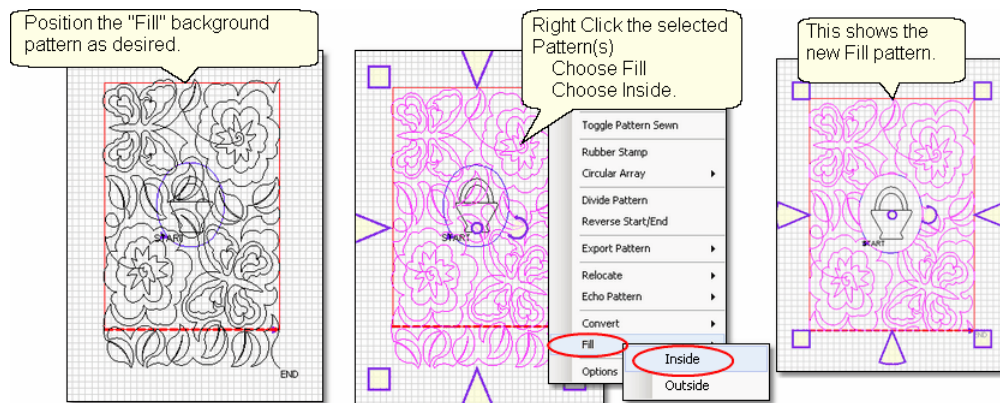 Position the "Fill" background
pattern as desired.
START
END
Right Click the selected
Pattern(s)
Choose Fill
Choose Inside.
START
Toggle Pattern Sewn
Rubber Stamp
Circular Array
Divide Pattern
Reverse Start/End
Export Pattern
Relocate
Echo Pattern
Convert
Fill
Options
Inside
Outside
This shows the
new Fill pattern.
START
END